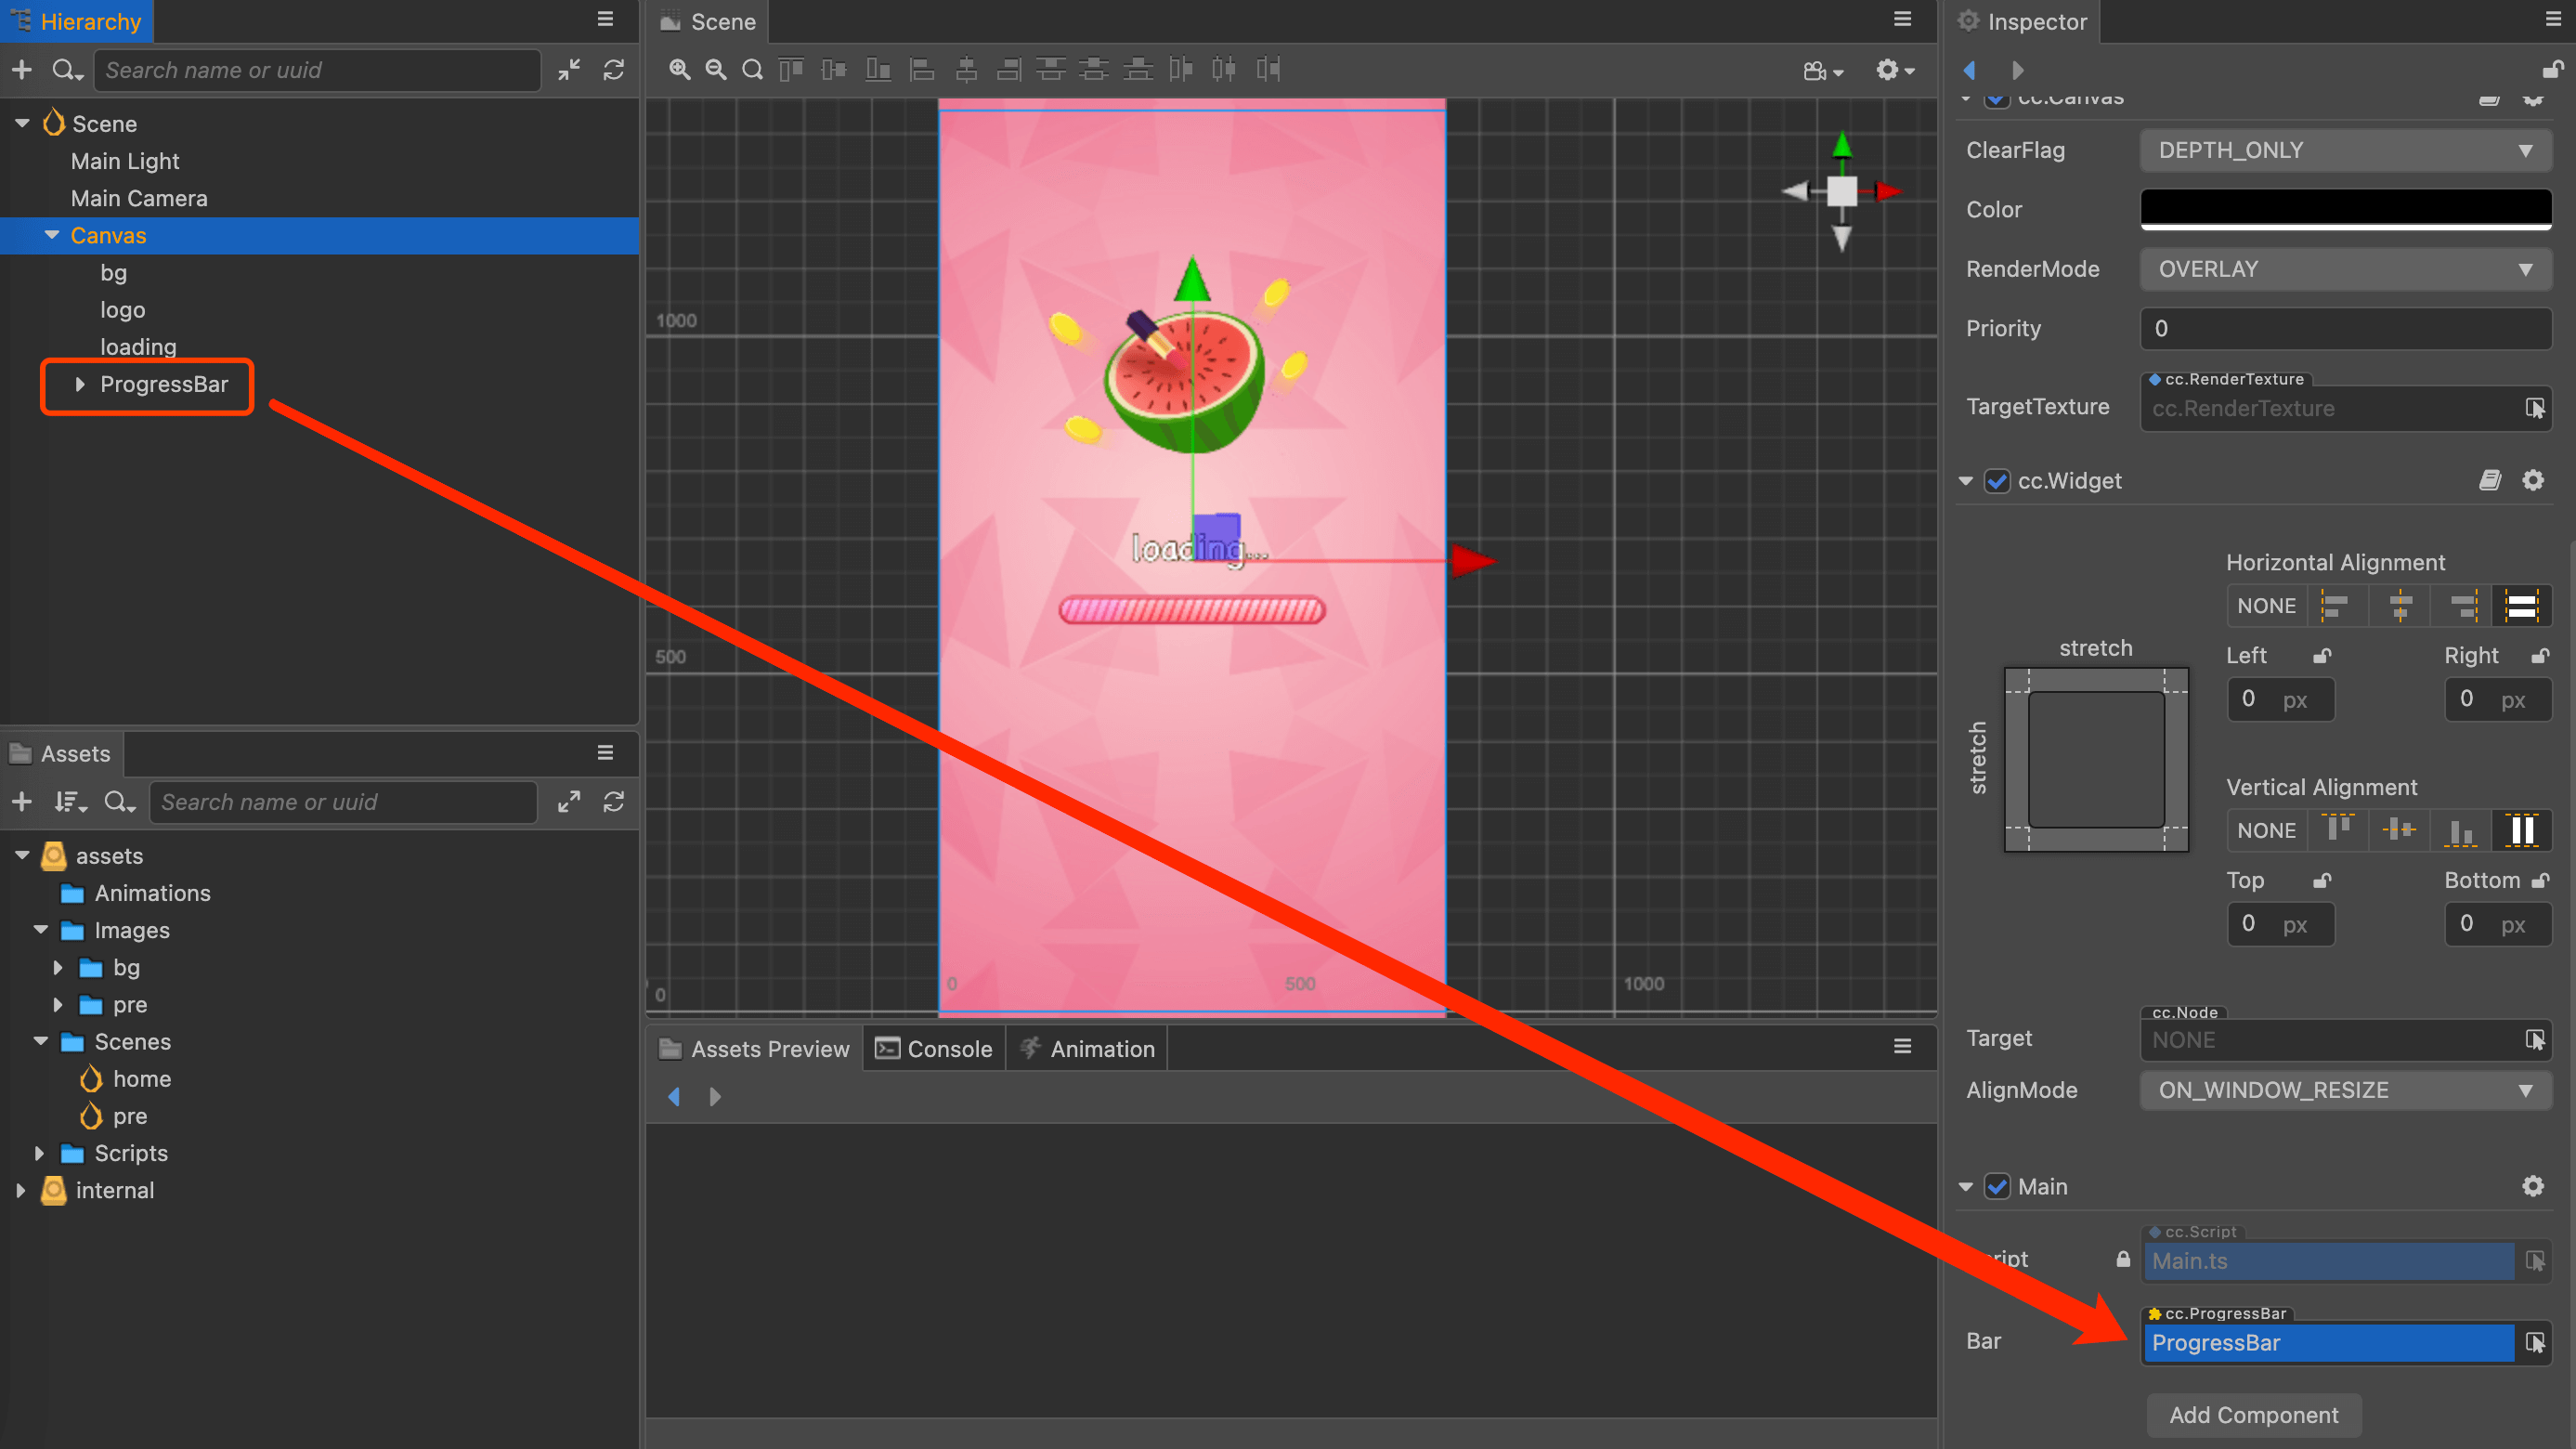 Hierarchy
Search name or uuid
Scene
Main Light
Main Camera
Canvas
bg
logo
loading
ProgressBar
Assets
Search name or uuid
assets
Animations
Images
bg
pre
Scenes
home
pre
Scripts
internal
Scene
1000
500
0
0
500
1000
loading...
Assets Preview
Console
Animation
Inspector
cc.Canvas
ClearFlag
DEPTH_ONLY
Color
RenderMode
OVERLAY
Priority
0
cc.RenderTexture
TargetTexture
cc.RenderTexture
cc.Widget
Horizontal Alignment
NONE
stretch
stretch
Left
Right
0 px
0 px
Vertical Alignment
NONE
Top
Bottom
0 px
0 px
cc.Node
Target
NONE
AlignMode
ON_WINDOW_RESIZE
Main
cc.Script
ript
Main.ts
cc.ProgressBar
Bar
ProgressBar
Add Component